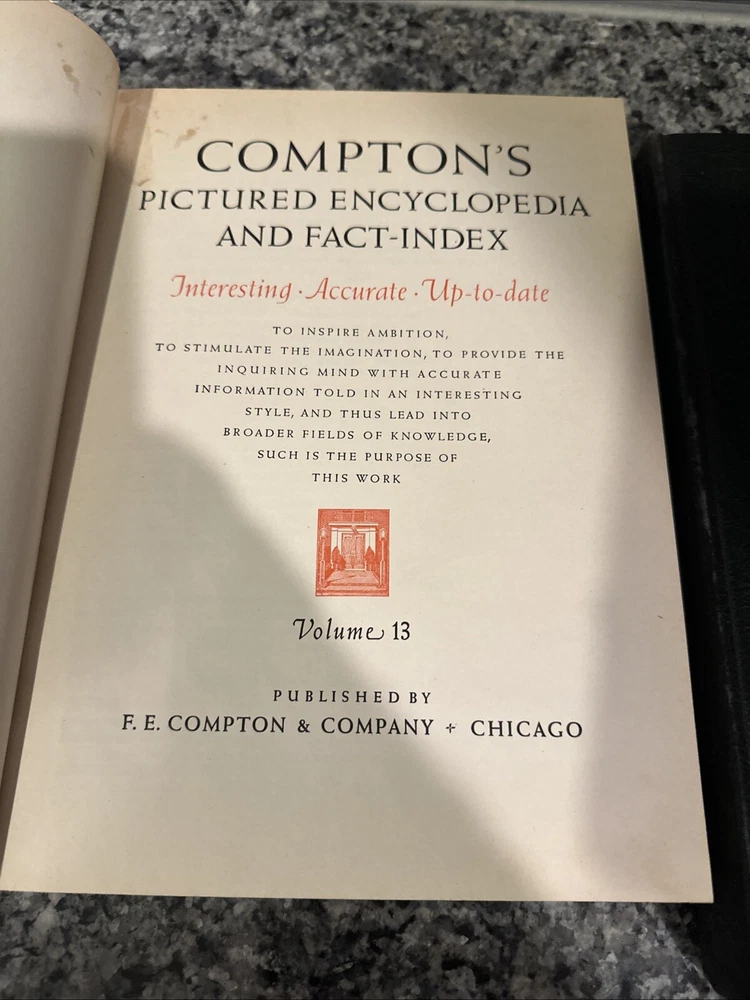 COMPTON'S
PICTURED ENCYCLOPEDIA
AND FACT-INDEX
Interesting · Accurate · Up-to-date
TO INSPIRE AMBITION,
TO STIMULATE THE IMAGINATION, TO PROVIDE THE
INQUIRING MIND WITH ACCURATE
INFORMATION TOLD IN AN INTERESTING
STYLE, AND THUS LEAD INTO
BROADER FIELDS OF KNOWLEDGE,
SUCH IS THE PURPOSE OF
THIS WORK
Volume 13
PUBLISHED BY
F. E. COMPTON & COMPANY + CHICAGO